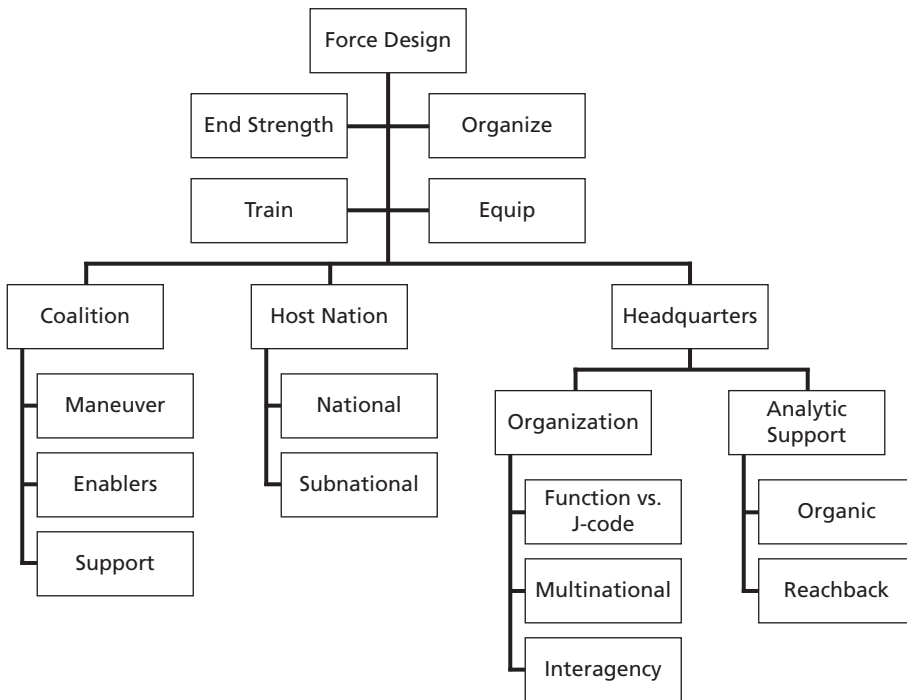 Force Design
End Strength
Organize
Train
Equip
Coalition
Host Nation
Headquarters
Maneuver
Enablers
Support
National
Subnational
Organization
Function vs.
J-code
Multinational
Interagency
Analytic
Support
Organic
Reachback